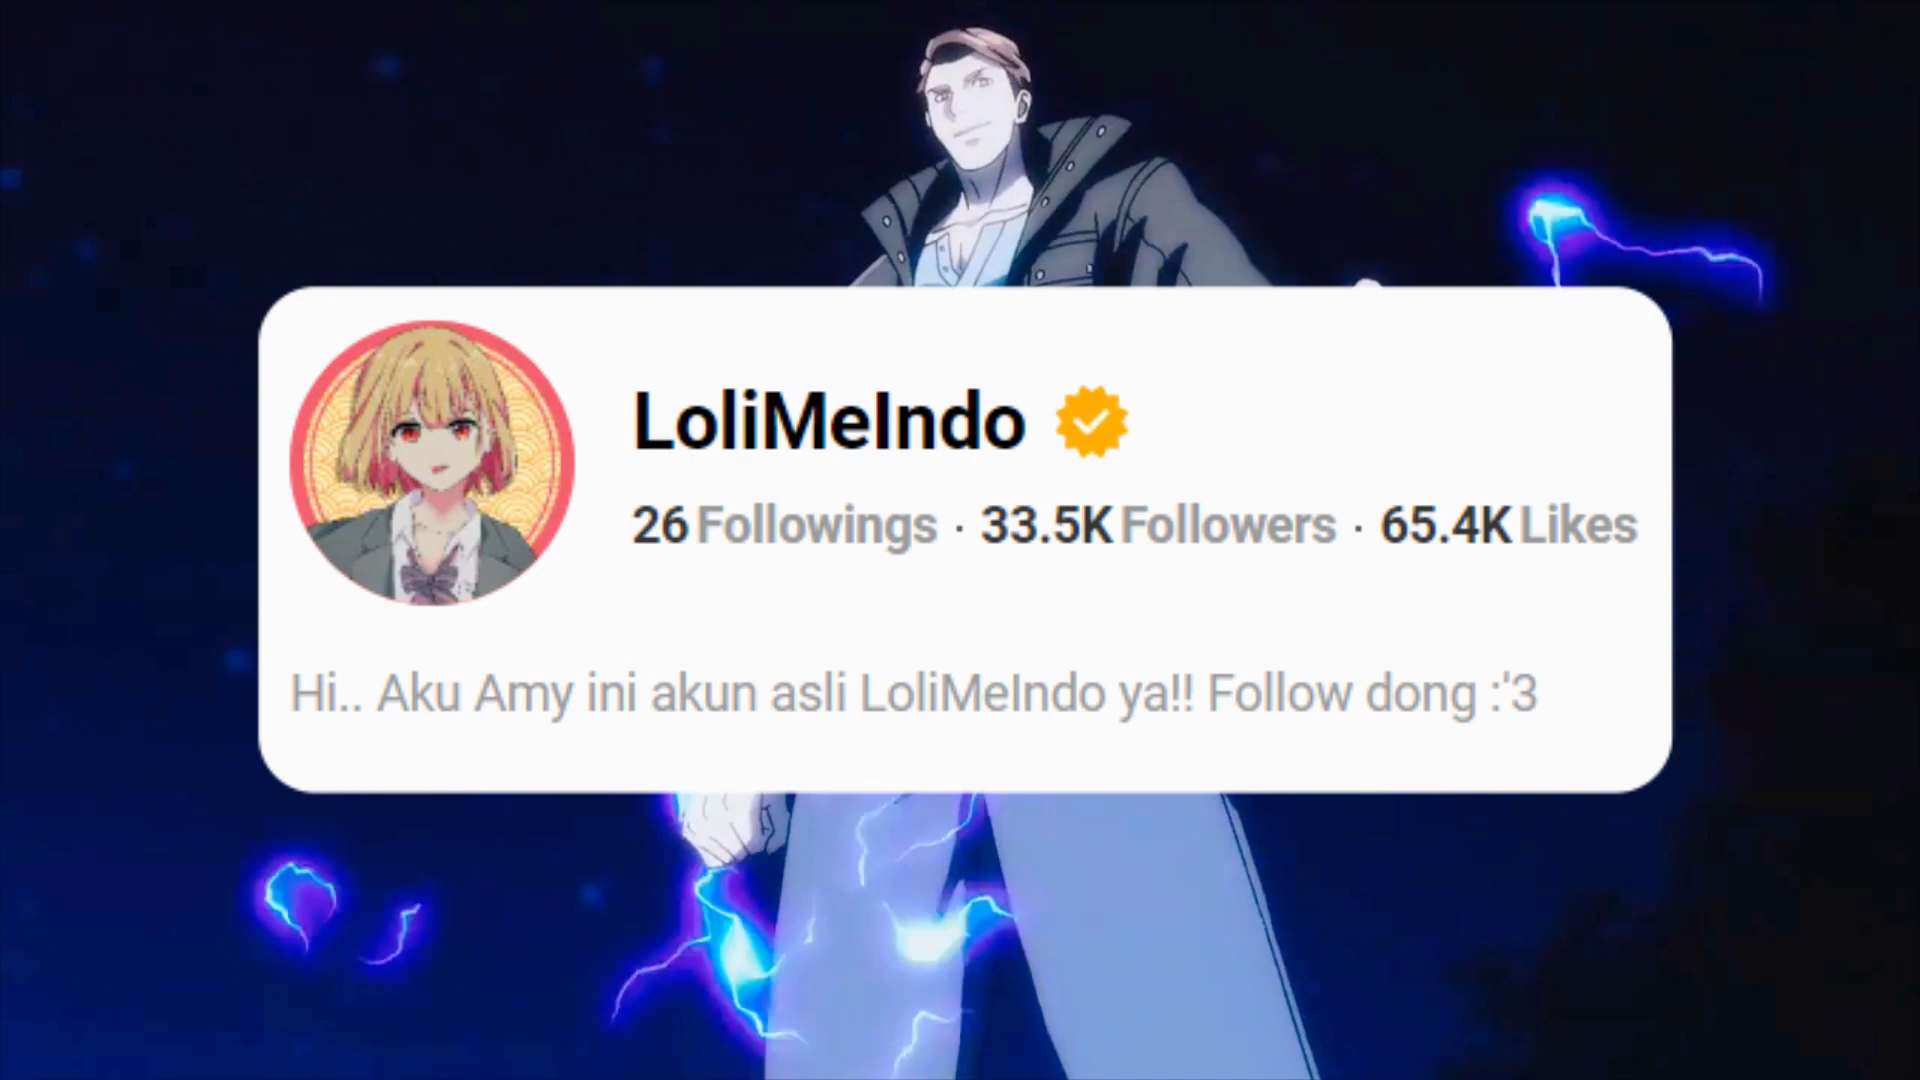 LoliMeIndo
26 Followings · 33.5K Followers · 65.4K Likes
Hi.. Aku Amy ini akun asli LoliMeIndo ya!! Follow dong :'3